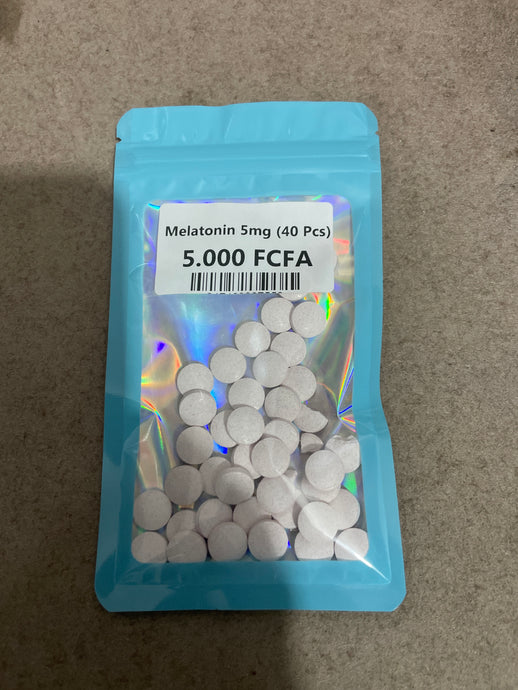 Melatonin 5mg (40 Pcs)
5.000 FCFA